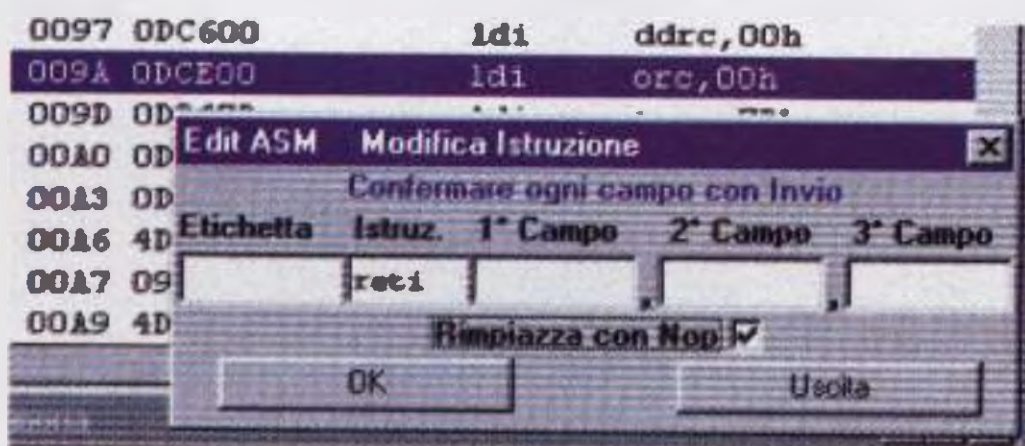 0097 0DC600 ldi ddrc,00h
009A 0DCE00 ldi orc,00h
009D
00A0 0D
00A3 0D
00A6 4D
00A7 09
00A9 4D
Edit ASM Modifica Istruzione
Confermare ogni campo con Invio
Etichetta Istruz. 1° Campo 2° Campo 3° Campo
reti , ,
Rimpiazza con Nop
OK Uscita